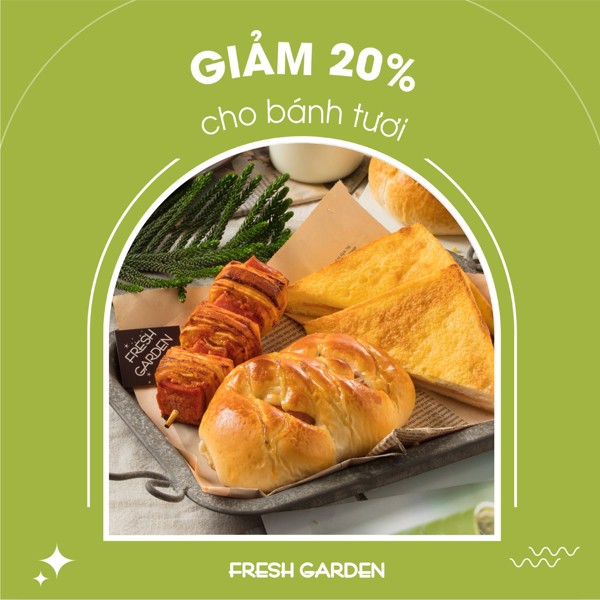 GIẢM 20%
cho bánh tươi
FRESH
GARDEN
FRESH GARDEN